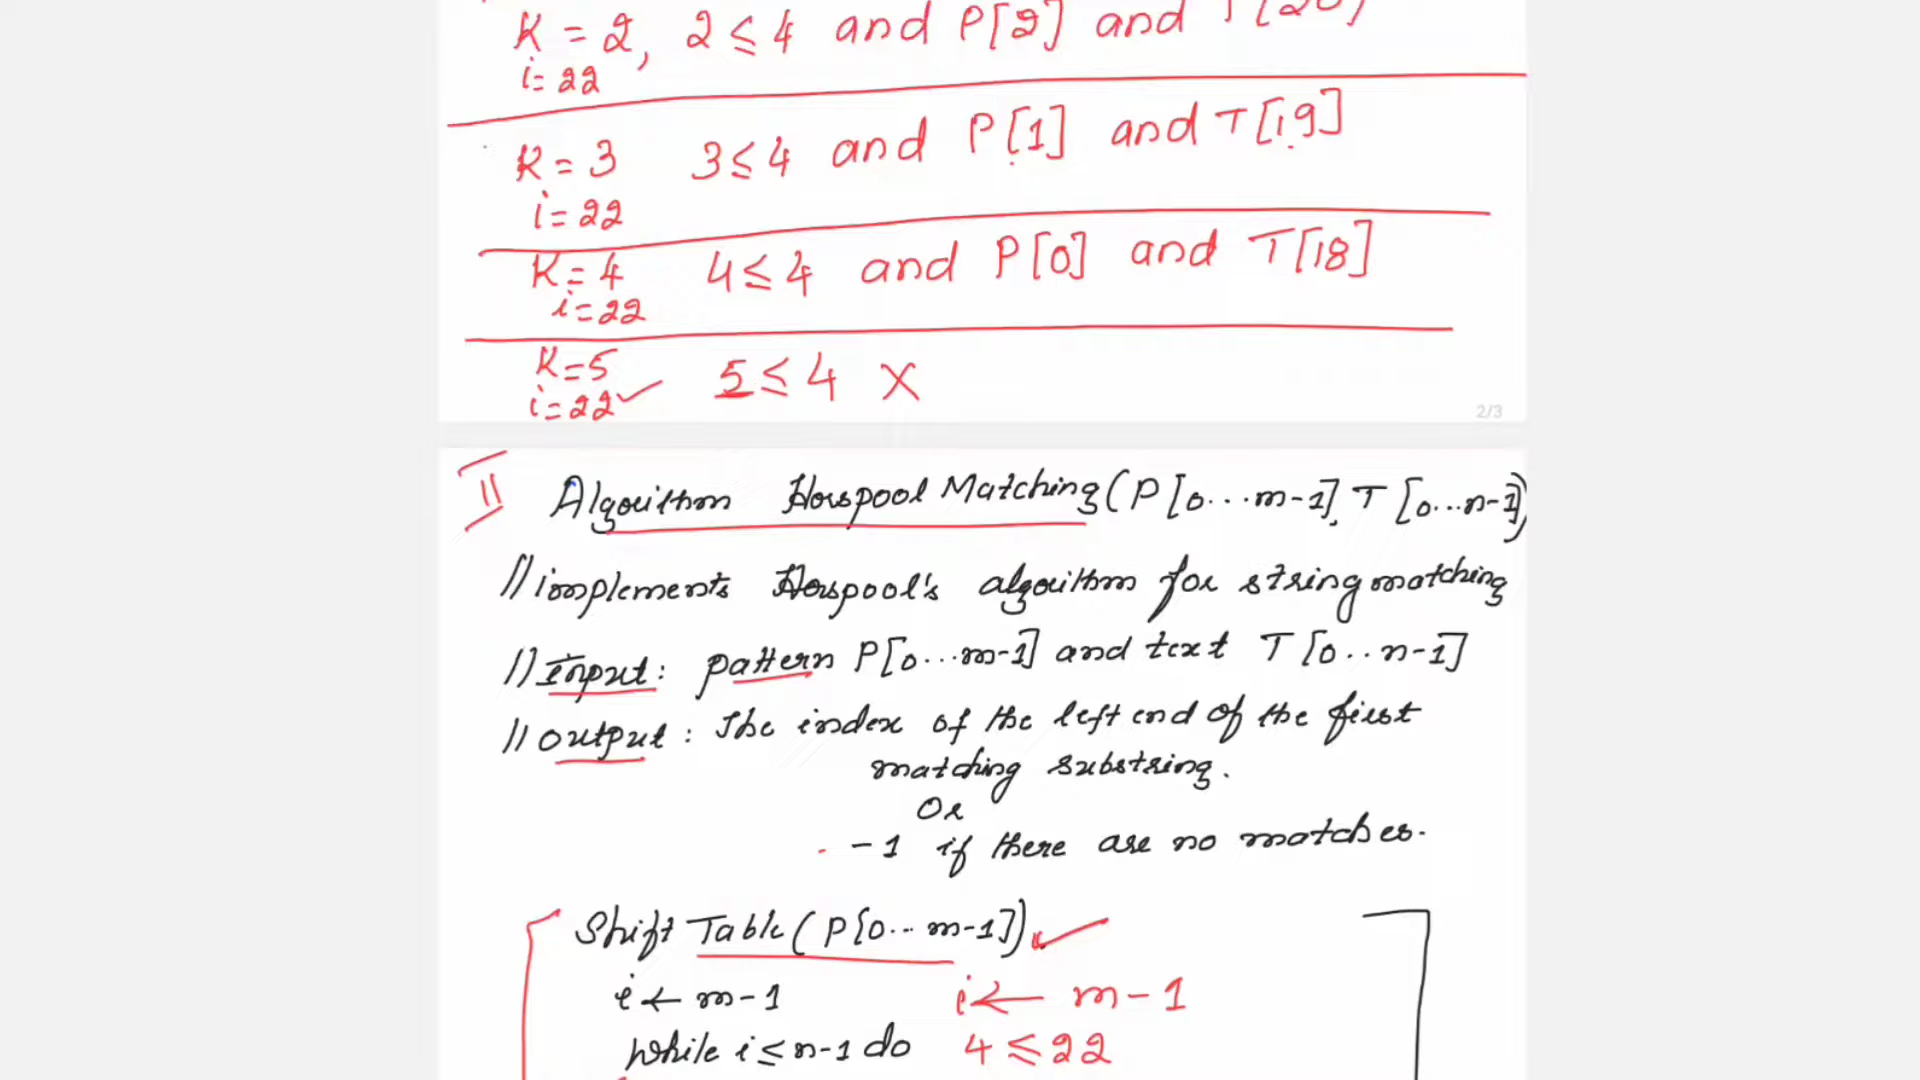 K = 2, 2 ≤ 4 and P[2] and T[20]
i = 22
K = 3 3 ≤ 4 and P[1] and T[19]
i = 22
K = 4 4 ≤ 4 and P[0] and T[18]
i = 22
K = 5 5 ≤ 4 X
i = 22 ✓
2/3
II Algorithm Horspool Matching(P[0...m-1], T[0...n-1])
//implements Horspool's algorithm for string matching
//input: pattern P[0...m-1] and text T[0..n-1]
//output: The index of the left end of the first
matching substring.
Or
-1 if there are no matches.
Shift Table(P[0...m-1]) ✓
i ← m-1 i ← m-1
while i ≤ n-1 do 4 ≤ 22